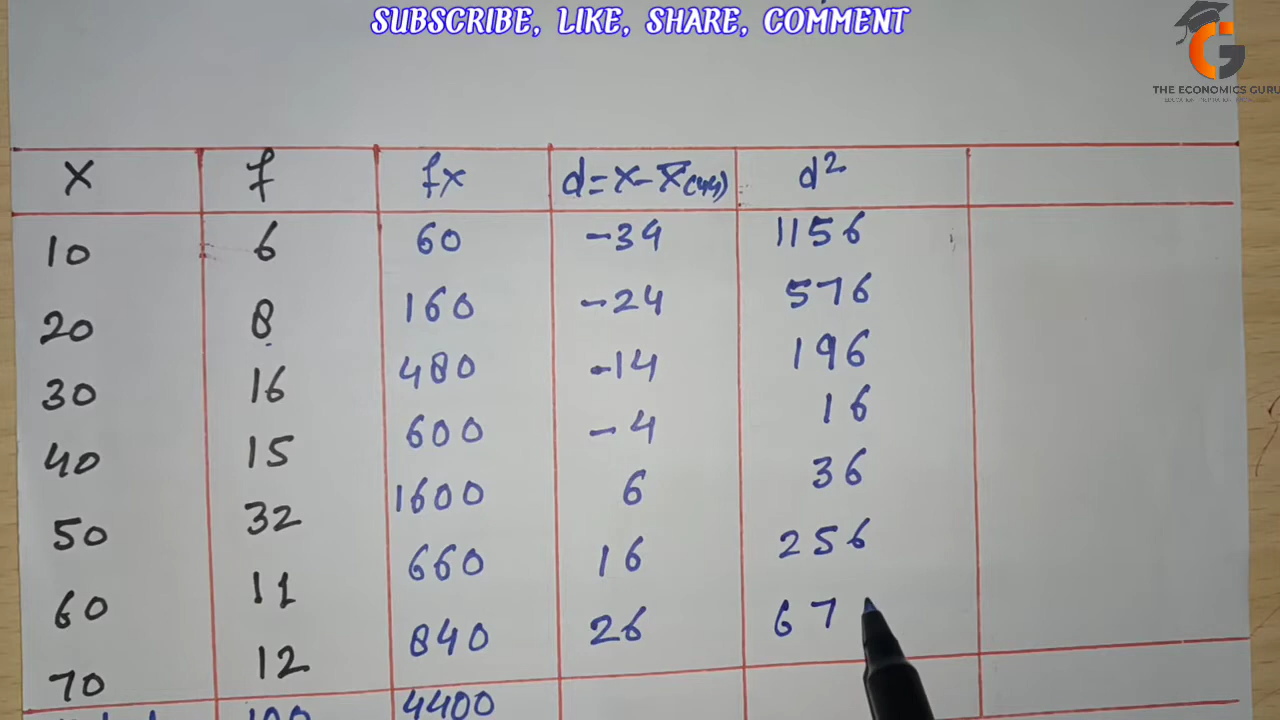 SUBSCRIBE, LIKE, SHARE, COMMENT
THE ECONOMICS GURU
x f fx d=x-x̄(44) d²
10 6 60 -34 1156
20 8 160 -24 576
30 16 480 -14 196
40 15 600 -4 16
50 32 1600 6 36
60 11 660 16 256
70 12 840 26 67
100 4400